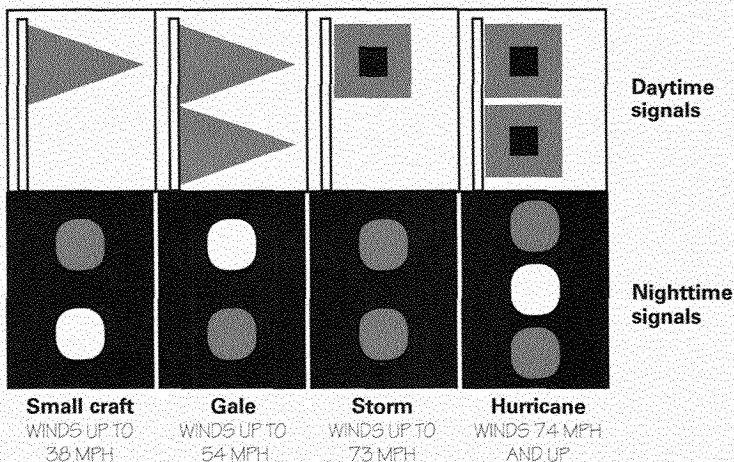 Daytime
signals
Nighttime
signals
Small craft
WINDS UP TO
38 MPH
Gale
WINDS UP TO
54 MPH
Storm
WINDS UP TO
73 MPH
Hurricane
WINDS 74 MPH
AND UP